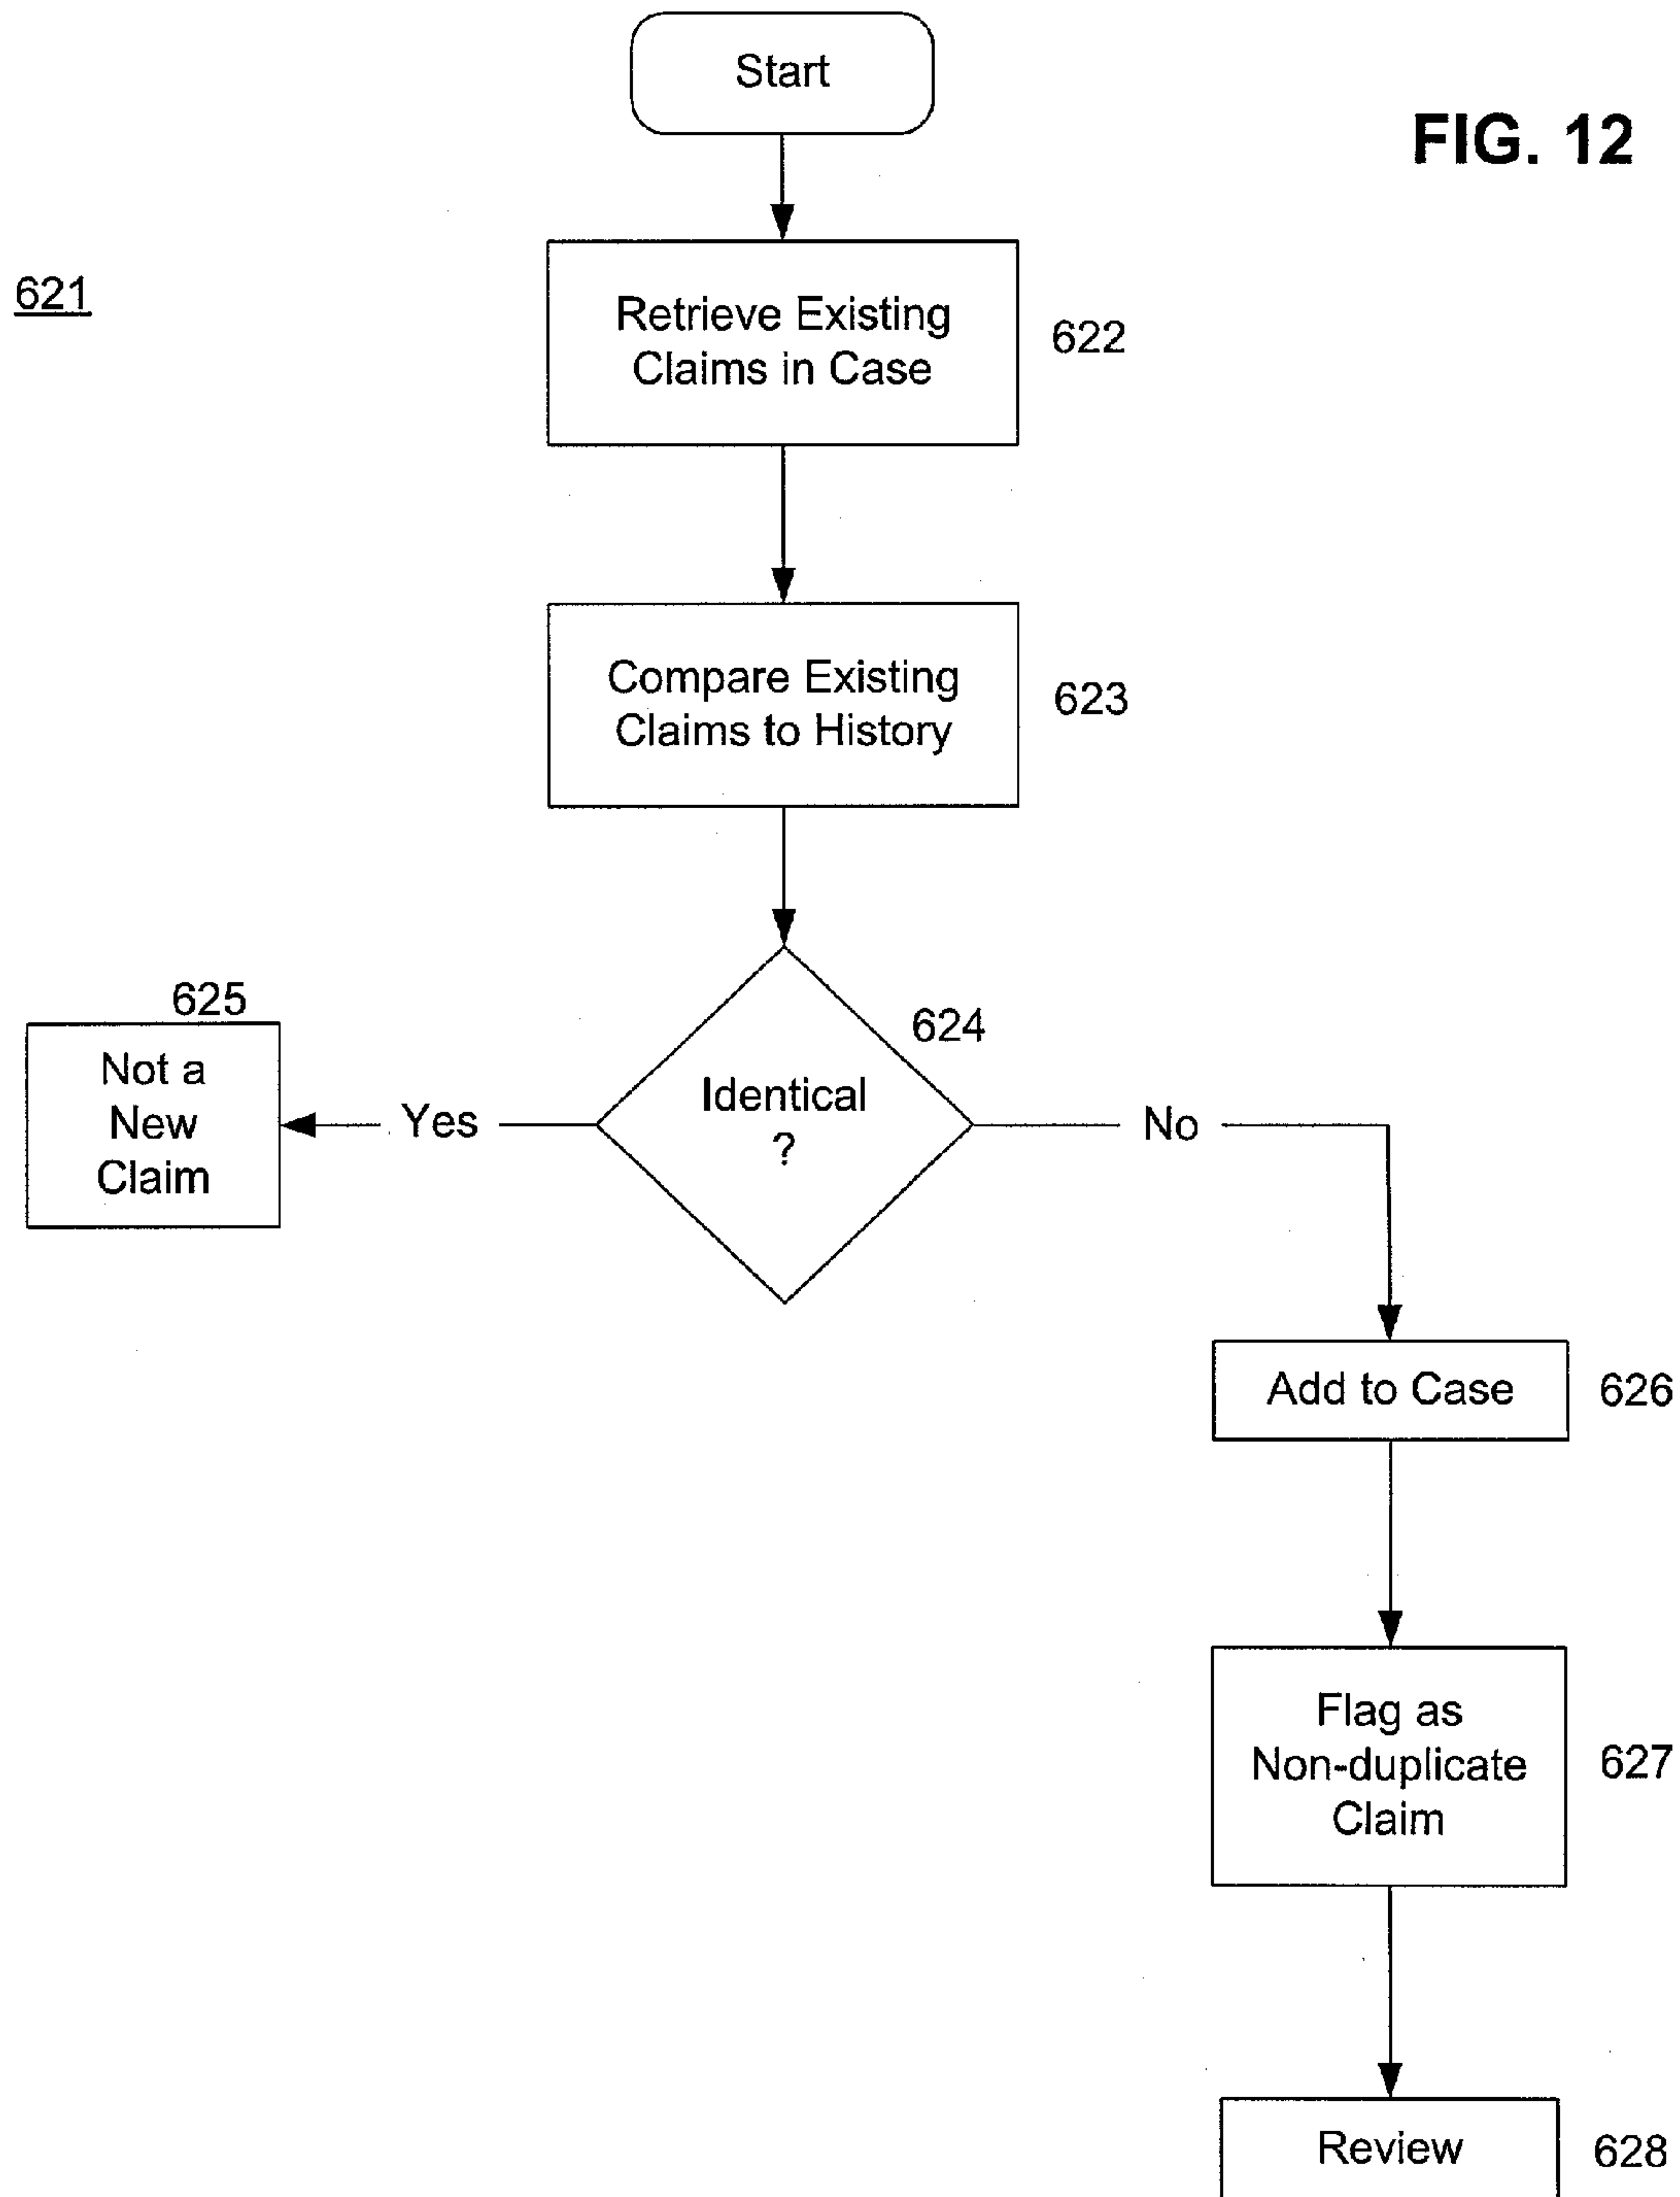 Start
FIG. 12
621
Retrieve Existing
Claims in Case
622
Compare Existing
Claims to History
623
625
Not a
New
Claim
Yes
624
Identical
?
No
Add to Case
626
Flag as
Non-duplicate
Claim
627
Review
628